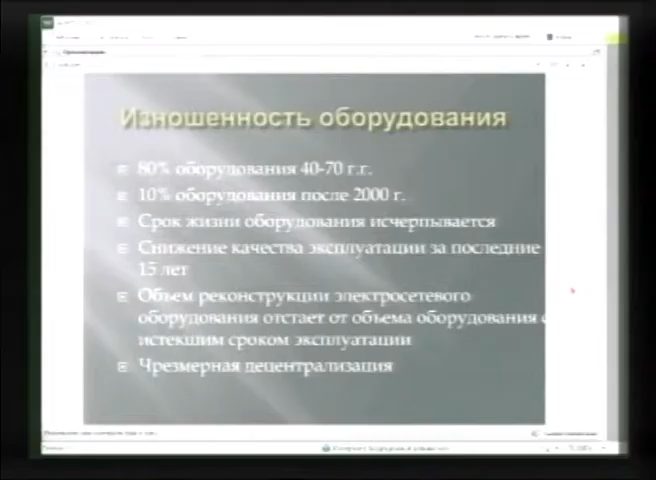 Изношенность оборудования
80% оборудования 40-70 г.г.
10% оборудования после 2000 г.
Срок жизни оборудования исчерпывается
Снижение качества эксплуатации за последние
15 лет
Объем реконструкции электросетевого
оборудования отстает от объема оборудования с
истекшим сроком эксплуатации
Чрезмерная децентрализация